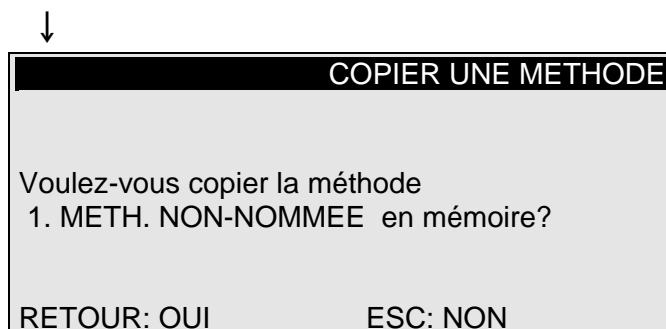 ↓
COPIER UNE METHODE
Voulez-vous copier la méthode
1. METH. NON-NOMMEE en mémoire?
RETOUR: OUI ESC: NON